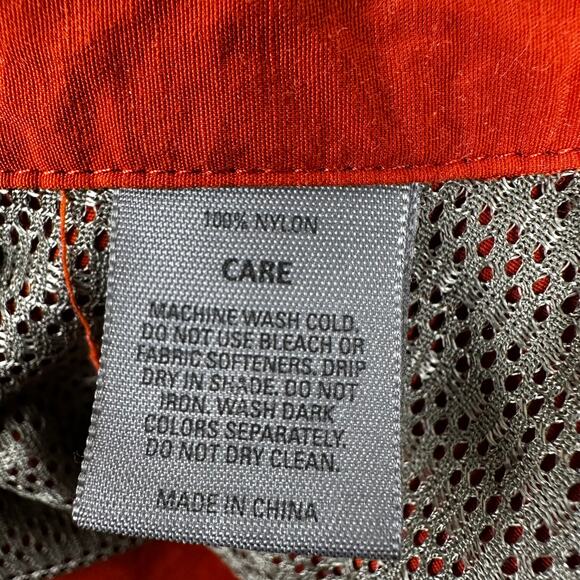 100% NYLON
CARE
MACHINE WASH COLD.
DO NOT USE BLEACH OR
FABRIC SOFTENERS. DRIP
DRY IN SHADE. DO NOT
IRON. WASH DARK
COLORS SEPARATELY.
DO NOT DRY CLEAN.
MADE IN CHINA